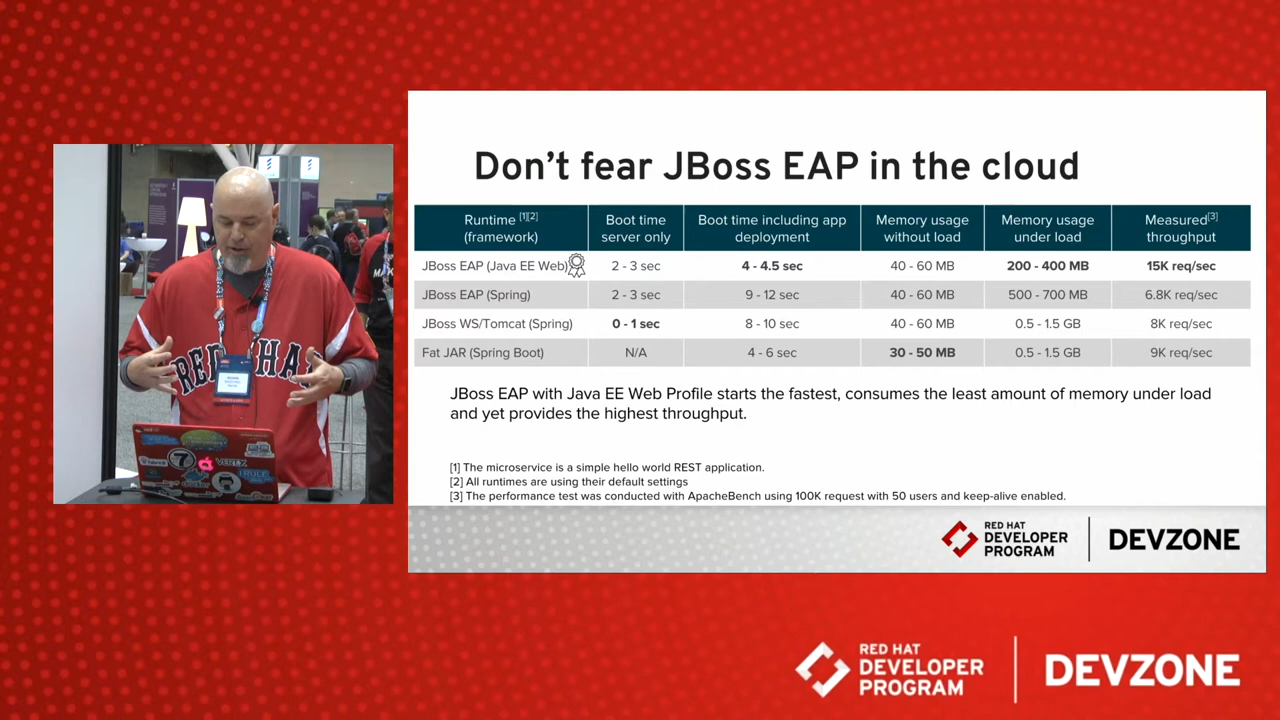 Don't fear JBoss EAP in the cloud
Runtime [1][2] (framework) Boot time server only Boot time including app deployment Memory usage without load Memory usage under load Measured[3] throughput
JBoss EAP (Java EE Web) 2 - 3 sec 4 - 4.5 sec 40 - 60 MB 200 - 400 MB 15K req/sec
JBoss EAP (Spring) 2 - 3 sec 9 - 12 sec 40 - 60 MB 500 - 700 MB 6.8K req/sec
JBoss WS/Tomcat (Spring) 0 - 1 sec 8 - 10 sec 40 - 60 MB 0.5 - 1.5 GB 8K req/sec
Fat JAR (Spring Boot) N/A 4 - 6 sec 30 - 50 MB 0.5 - 1.5 GB 9K req/sec
JBoss EAP with Java EE Web Profile starts the fastest, consumes the least amount of memory under load
and yet provides the highest throughput.
[1] The microservice is a simple hello world REST application.
[2] All runtimes are using their default settings
[3] The performance test was conducted with ApacheBench using 100K request with 50 users and keep-alive enabled.
RED HAT
DEVELOPER
PROGRAM
DEVZONE
RED HA
VERT.X
RED HAT
DEVELOPER
PROGRAM
DEVZONE